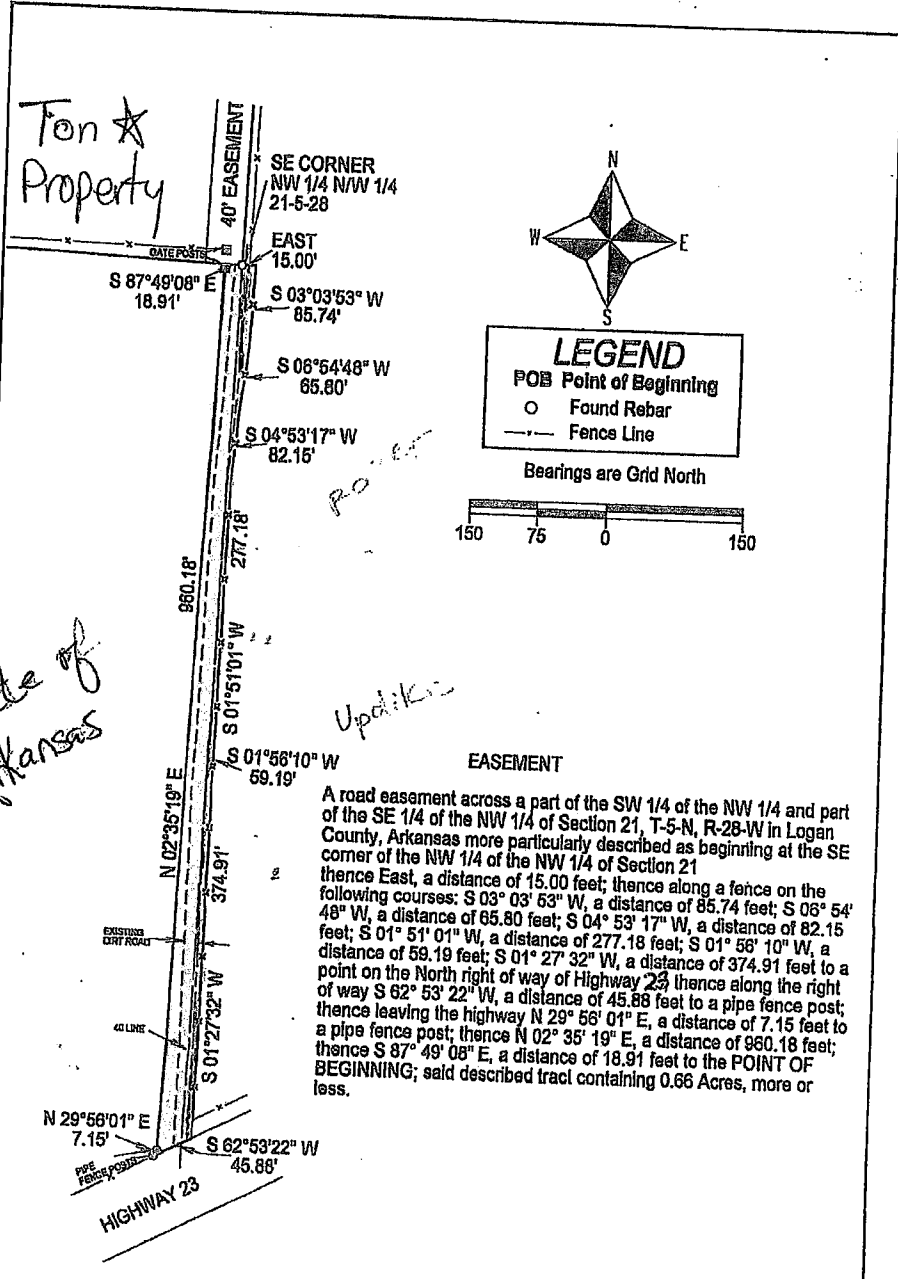 Ton ☆
Property
40' EASEMENT
SE CORNER
NW 1/4 NW 1/4
21-5-28
EAST
15.00'
GATE POSTS
S 87°49'08" E
18.91'
S 03°03'53" W
85.74'
S 06°54'48" W
65.80'
S 04°53'17" W
82.15'
277.18'
960.18'
S 01°51'01" W
S 01°56'10" W
59.19'
N 02°35'19" E
374.91'
EXISTING
DIRT ROAD
S 01°27'32" W
40 LINE
N 29°56'01" E
7.15'
PIPE
FENCE POSTS
S 62°53'22" W
45.88'
HIGHWAY 23
of
Kansas
N
W E
S
LEGEND
POB Point of Beginning
O Found Rebar
Fence Line
Bearings are Grid North
150 75 0 150
EASEMENT
A road easement across a part of the SW 1/4 of the NW 1/4 and part
of the SE 1/4 of the NW 1/4 of Section 21, T-5-N, R-28-W in Logan
County, Arkansas more particularly described as beginning at the SE
corner of the NW 1/4 of the NW 1/4 of Section 21
thence East, a distance of 15.00 feet; thence along a fence on the
following courses: S 03° 03' 53" W, a distance of 85.74 feet; S 06° 54'
48" W, a distance of 65.80 feet; S 04° 53' 17" W, a distance of 82.15
feet; S 01° 51' 01" W, a distance of 277.18 feet; S 01° 56' 10" W, a
distance of 59.19 feet; S 01° 27' 32" W, a distance of 374.91 feet to a
point on the North right of way of Highway 23, thence along the right
of way S 62° 53' 22" W, a distance of 45.88 feet to a pipe fence post;
thence leaving the highway N 29° 56' 01" E, a distance of 7.15 feet to
a pipe fence post; thence N 02° 35' 19" E, a distance of 960.18 feet;
thence S 87° 49' 08" E, a distance of 18.91 feet to the POINT OF
BEGINNING; said described tract containing 0.66 Acres, more or
less.